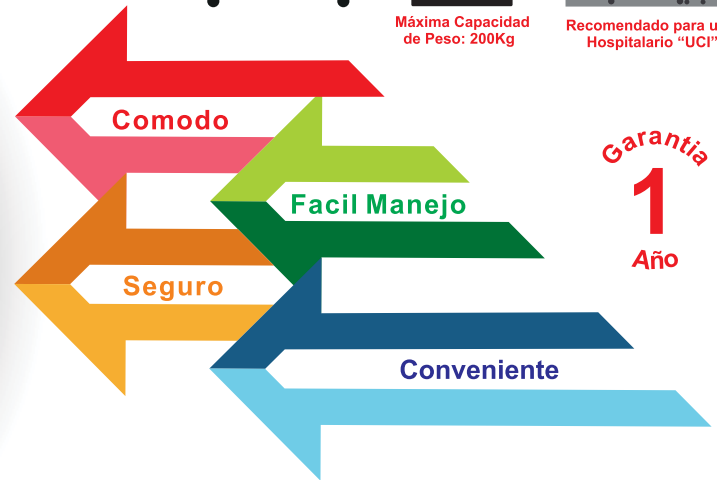 Máxima Capacidad
de Peso: 200Kg
Recomendado para u
Hospitalario “UCI”
Comodo
Garantia
1
Año
Facil Manejo
Seguro
Conveniente